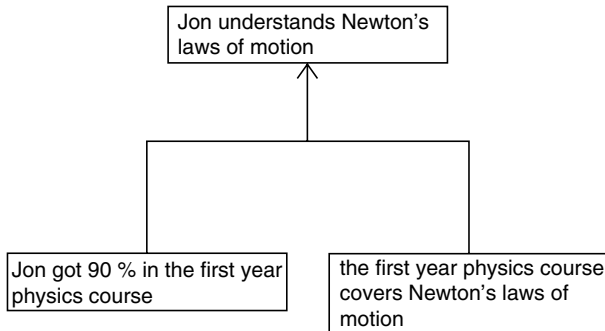 Jon understands Newton’s
laws of motion
Jon got 90 % in the first year
physics course
the first year physics course
covers Newton’s laws of
motion